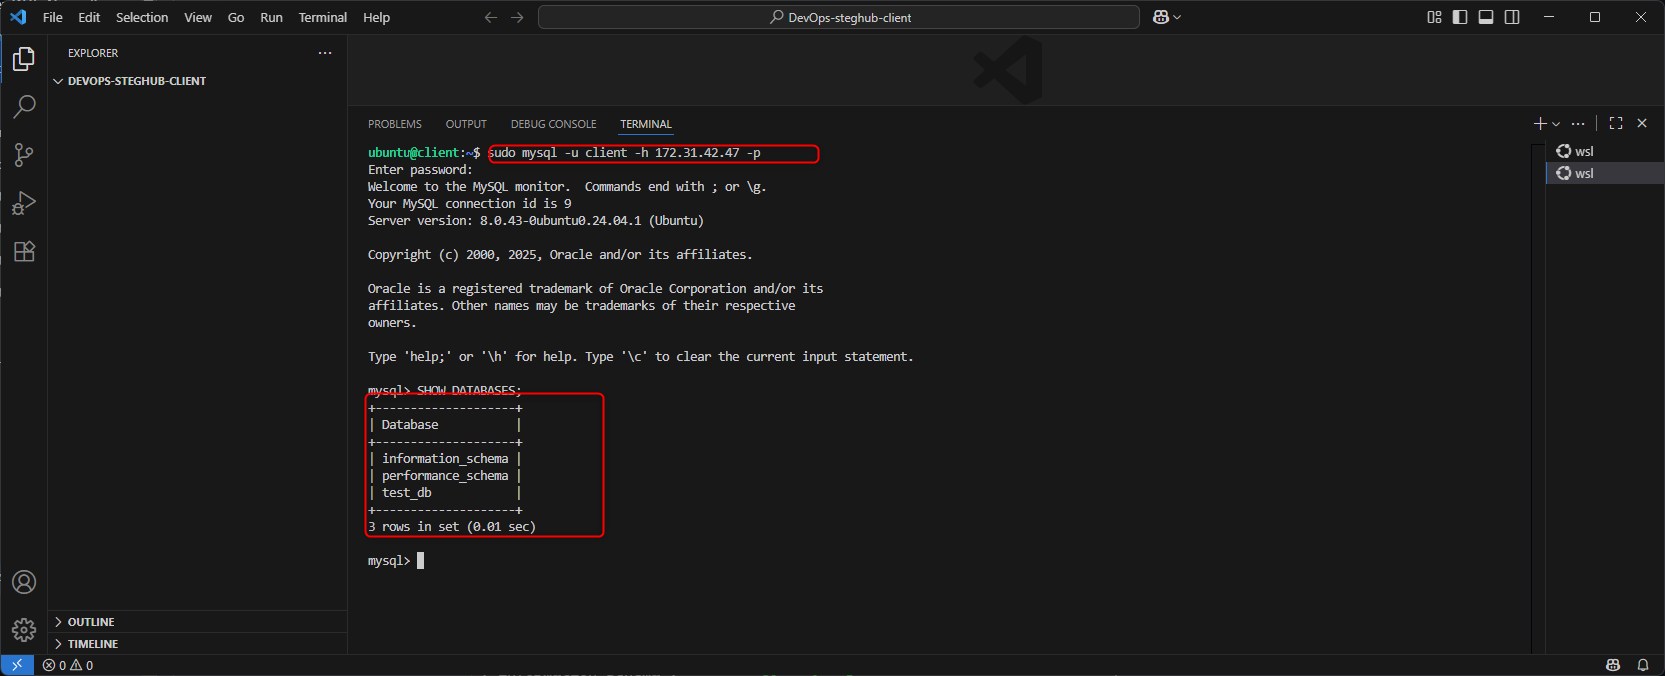 File Edit Selection View Go Run Terminal Help
DevOps-steghub-client
EXPLORER
DEVOPS-STEGHUB-CLIENT
OUTLINE
TIMELINE
PROBLEMS OUTPUT DEBUG CONSOLE TERMINAL
wsl
wsl
ubuntu@client:~$ sudo mysql -u client -h 172.31.42.47 -p
Enter password:
Welcome to the MySQL monitor.  Commands end with ; or \g.
Your MySQL connection id is 9
Server version: 8.0.43-0ubuntu0.24.04.1 (Ubuntu)
Copyright (c) 2000, 2025, Oracle and/or its affiliates.
Oracle is a registered trademark of Oracle Corporation and/or its
affiliates. Other names may be trademarks of their respective
owners.
Type 'help;' or '\h' for help. Type '\c' to clear the current input statement.
mysql> SHOW DATABASES;
+--------------------+
| Database           |
+--------------------+
| information_schema |
| performance_schema |
| test_db            |
+--------------------+
3 rows in set (0.01 sec)
mysql>
0 0